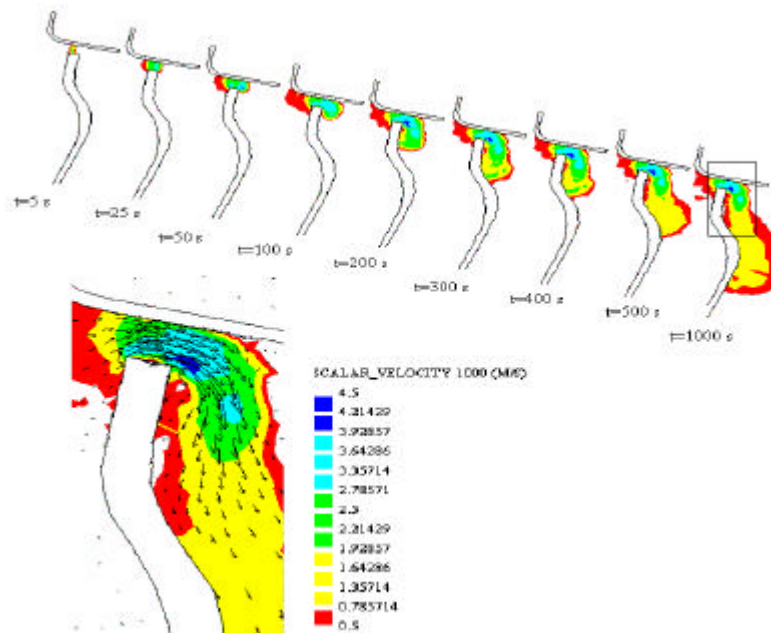 t=5 s
t=25 s
t=50 s
t=100 s
t=200 s
t=300 s
t=400 s
t=500 s
t=1000 s
SCALAR_VELOCITY 1000 (M/S)
4.5
4.21429
3.92857
3.64286
3.35714
2.78571
2.5
2.21429
1.92857
1.64286
1.35714
0.785714
0.5